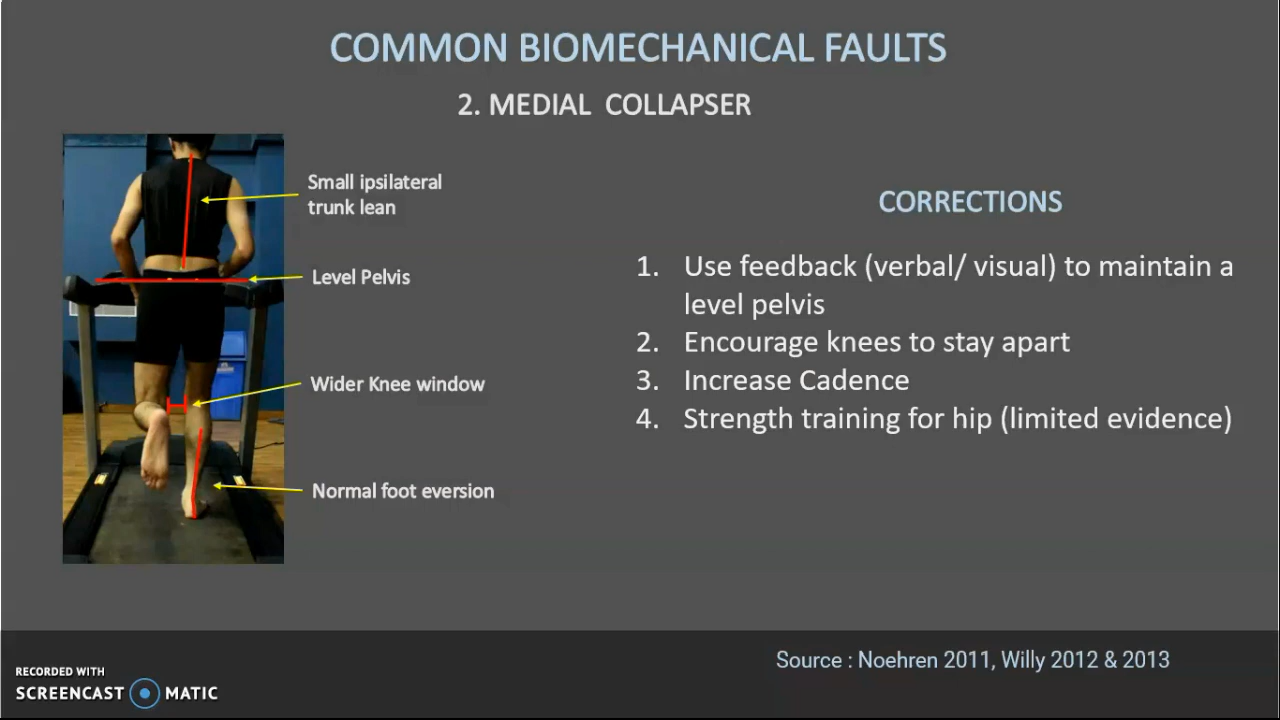 COMMON BIOMECHANICAL FAULTS
2. MEDIAL COLLAPSER
Small ipsilateral
trunk lean
Level Pelvis
Wider Knee window
Normal foot eversion
CORRECTIONS
1. Use feedback (verbal/ visual) to maintain a
level pelvis
2. Encourage knees to stay apart
3. Increase Cadence
4. Strength training for hip (limited evidence)
Source : Noehren 2011, Willy 2012 & 2013
RECORDED WITH
SCREENCAST MATIC